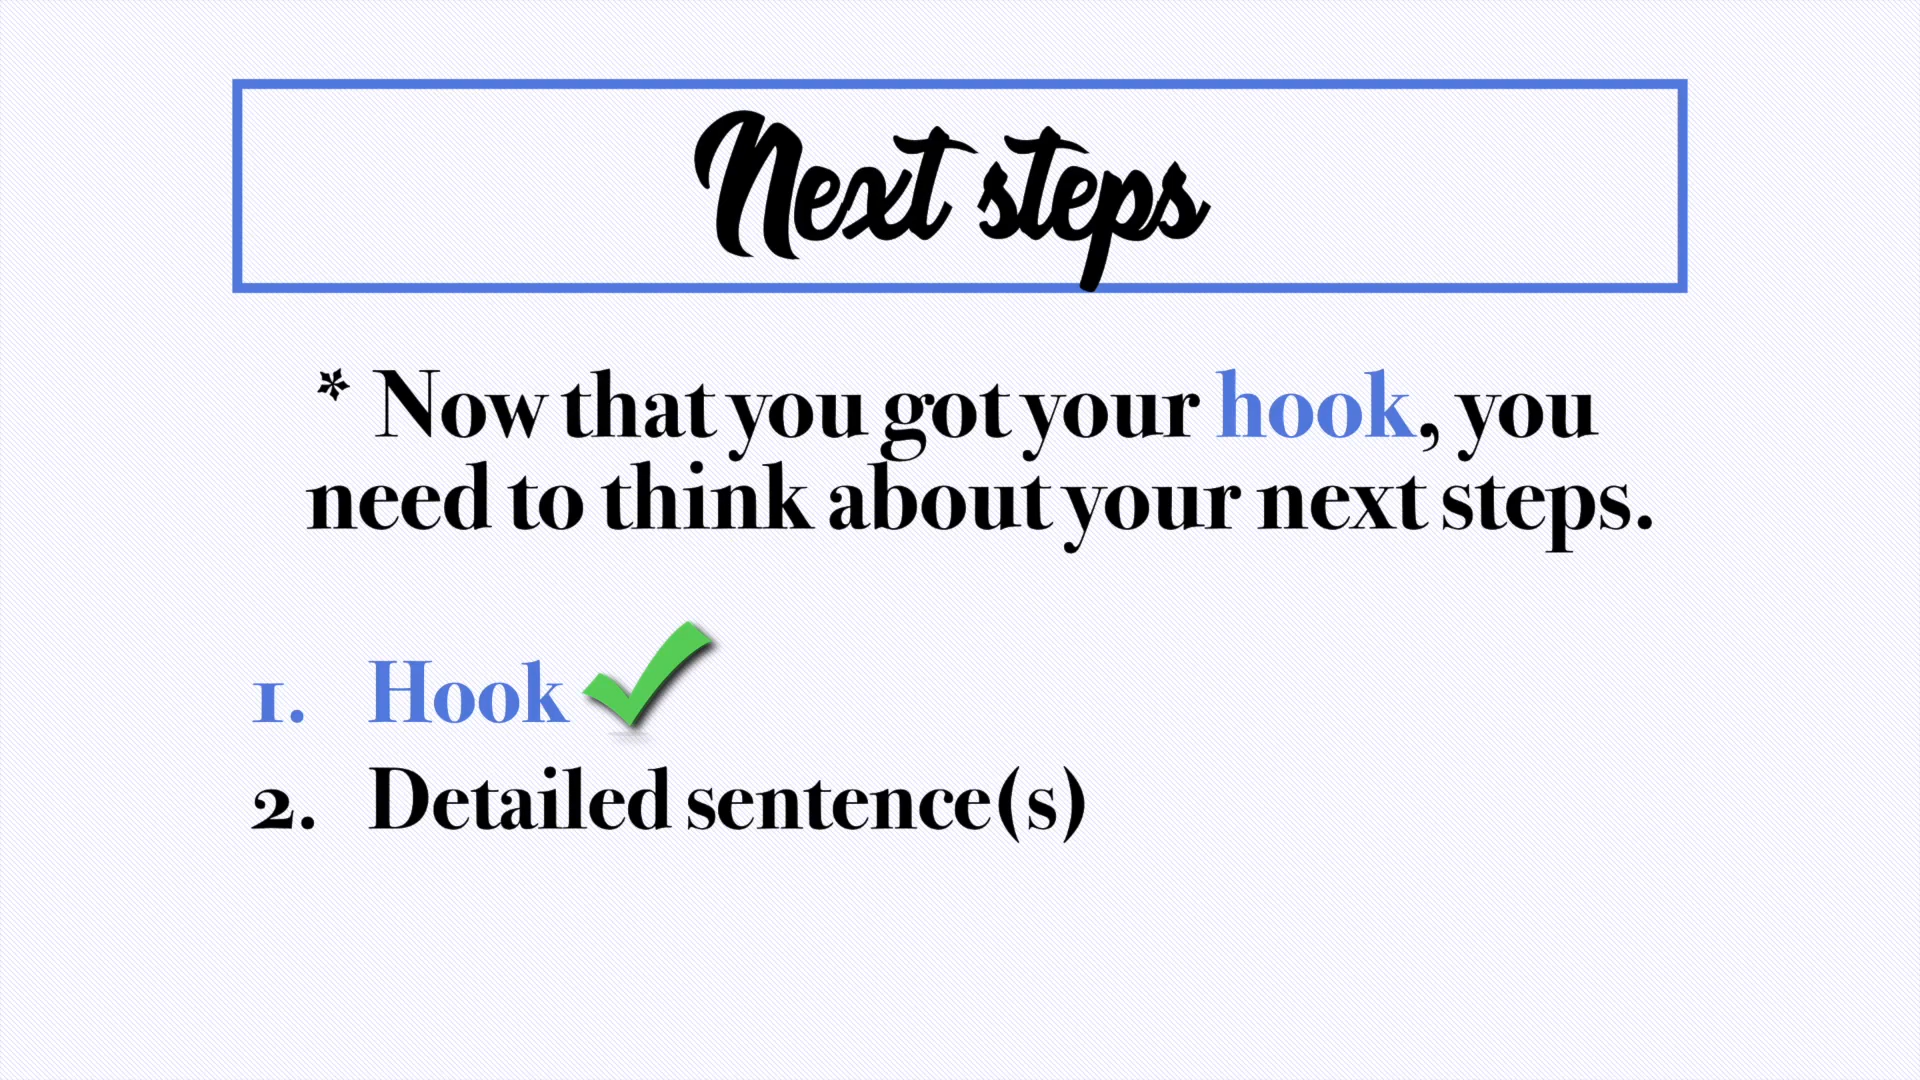 Next steps
* Now that you got your hook, you
need to think about your next steps.
1. Hook
2. Detailed sentence(s)